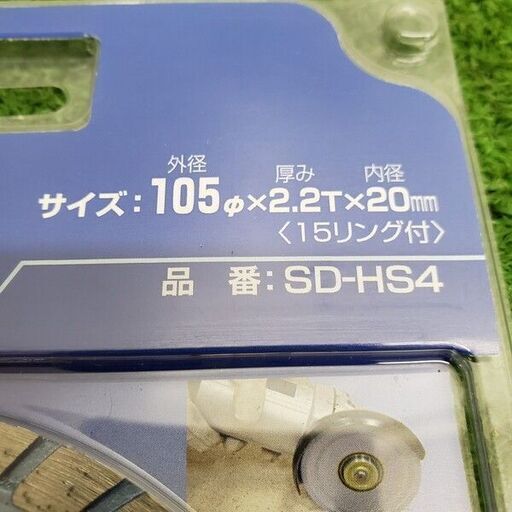 外径 厚み 内径
サイズ:105φ×2.2T×20mm
〈15リング付〉
品 番:SD-HS4